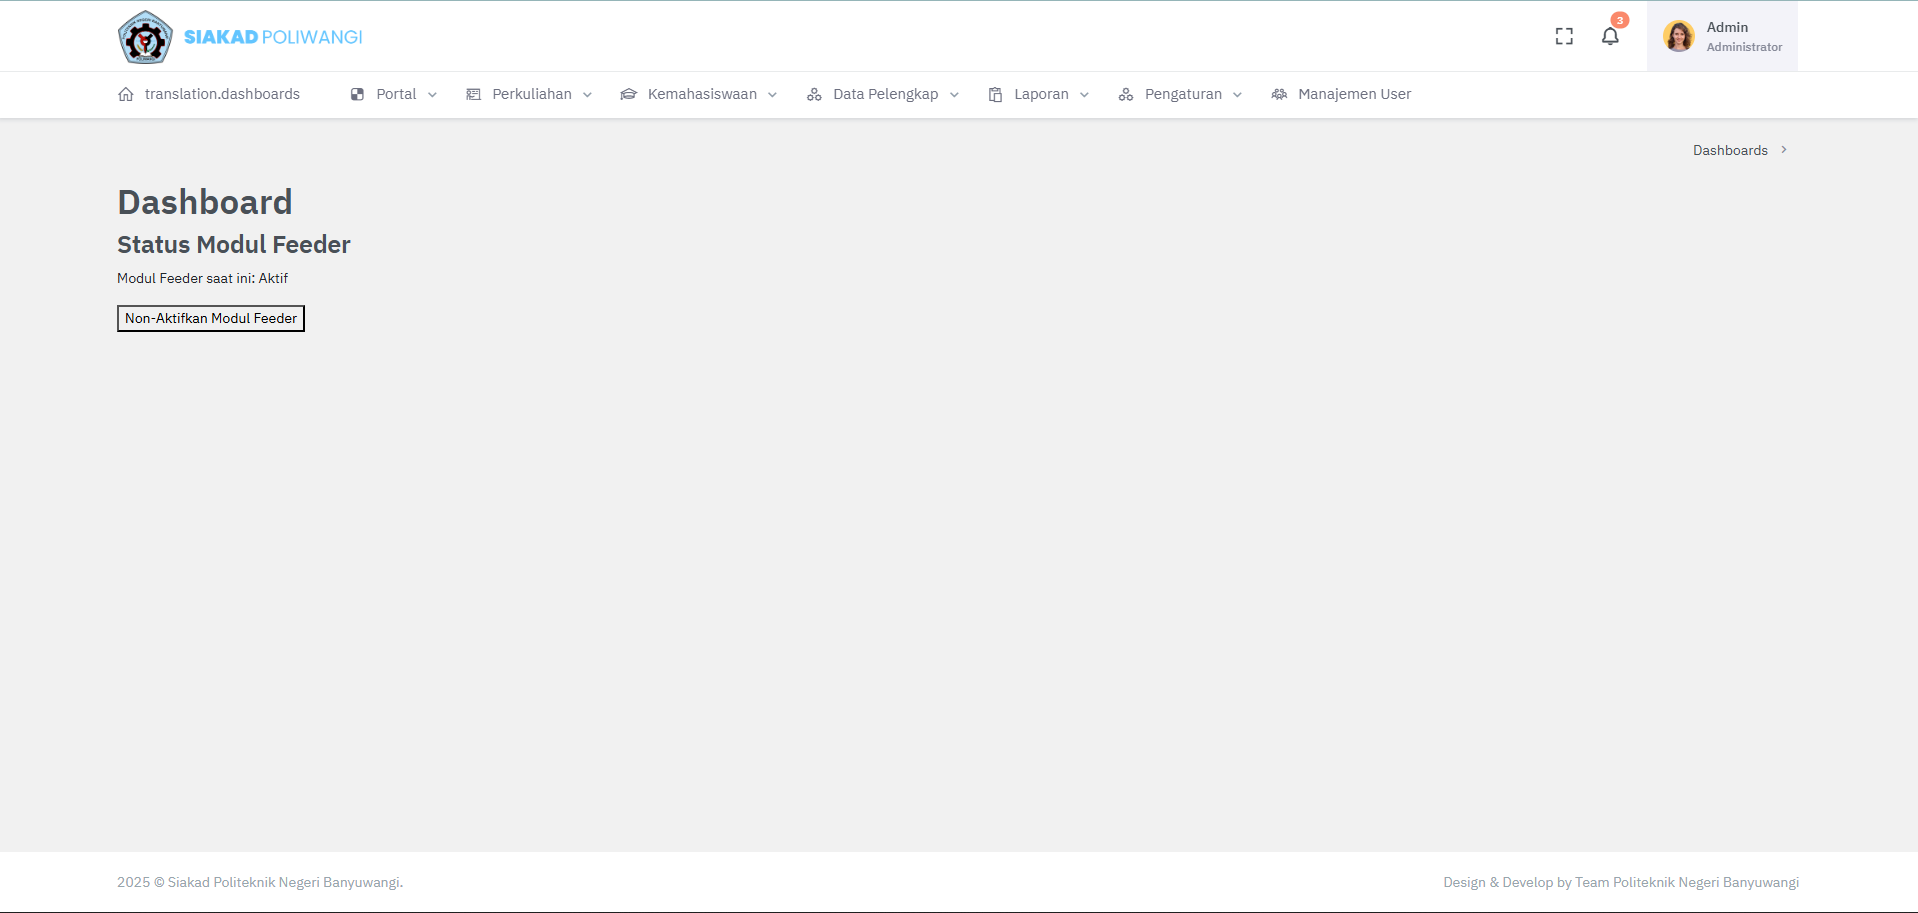 SIAKAD POLIWANGI
3
Admin
Administrator
translation.dashboards
Portal
Perkuliahan
Kemahasiswaan
Data Pelengkap
Laporan
Pengaturan
Manajemen User
Dashboards
Dashboard
Status Modul Feeder
Modul Feeder saat ini: Aktif
Non-Aktifkan Modul Feeder
2025 © Siakad Politeknik Negeri Banyuwangi.
Design & Develop by Team Politeknik Negeri Banyuwangi